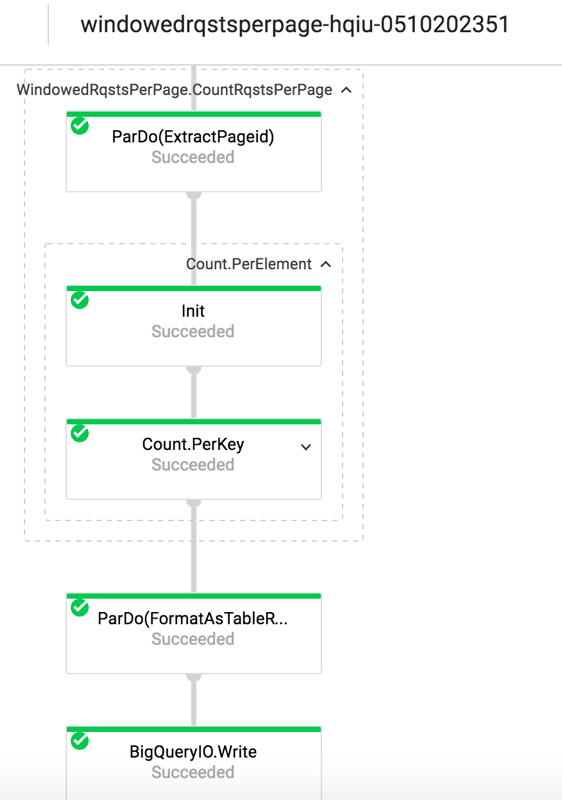 windowedrqstsperpage-hqiu-0510202351
WindowedRqstsPerPage.CountRqstsPerPage
ParDo(ExtractPageid)
Succeeded
Count.PerElement
Init
Succeeded
Count.PerKey
Succeeded
ParDo(FormatAsTableR...
Succeeded
BigQueryIO.Write
Succeeded